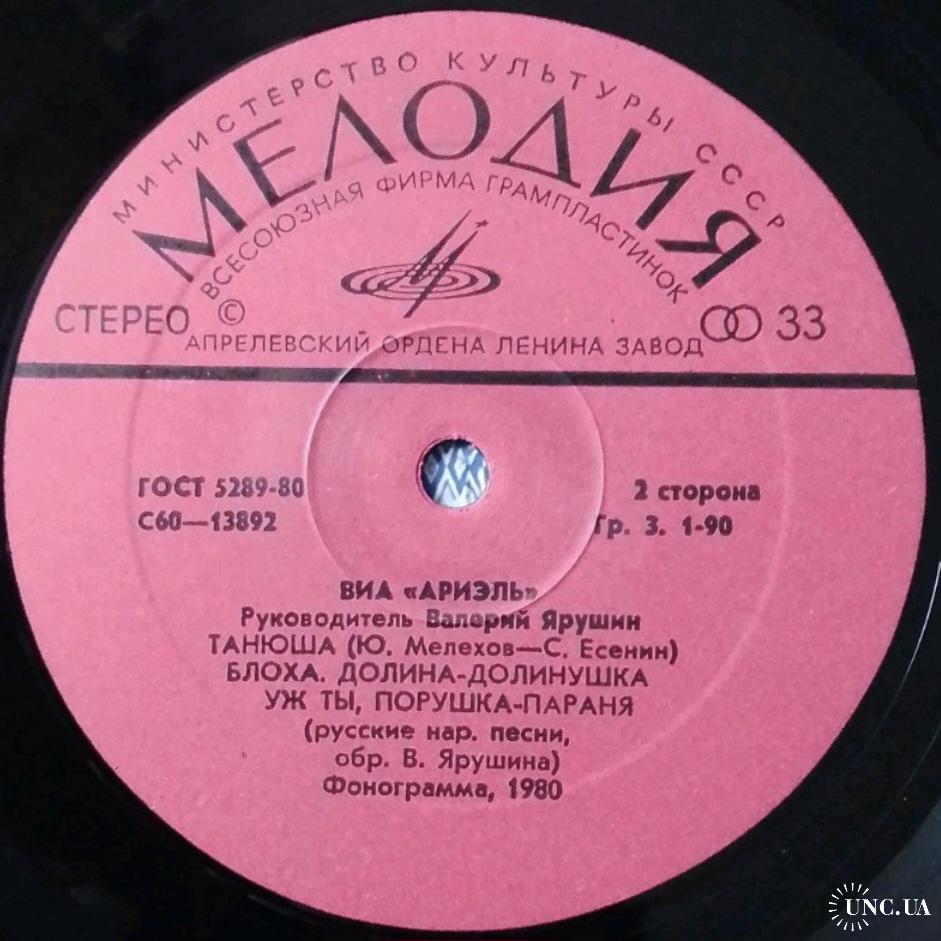 МИНИСТЕРСТВО КУЛЬТУРЫ СССР
МЕЛОДИЯ
ВСЕСОЮЗНАЯ ФИРМА ГРАМПЛАСТИНОК
СТЕРЕО © 33
АПРЕЛЕВСКИЙ ОРДЕНА ЛЕНИНА ЗАВОД
ГОСТ 5289-80 2 сторона
С60—13892 Гр. 3. 1-90
ВИА «АРИЭЛЬ»
Руководитель Валерий Ярушин
ТАНЮША (Ю. Мелехов—С. Есенин)
БЛОХА. ДОЛИНА-ДОЛИНУШКА
УЖ ТЫ, ПОРУШКА-ПАРАНЯ
(русские нар. песни,
обр. В. Ярушина)
Фонограмма, 1980
UNC.UA